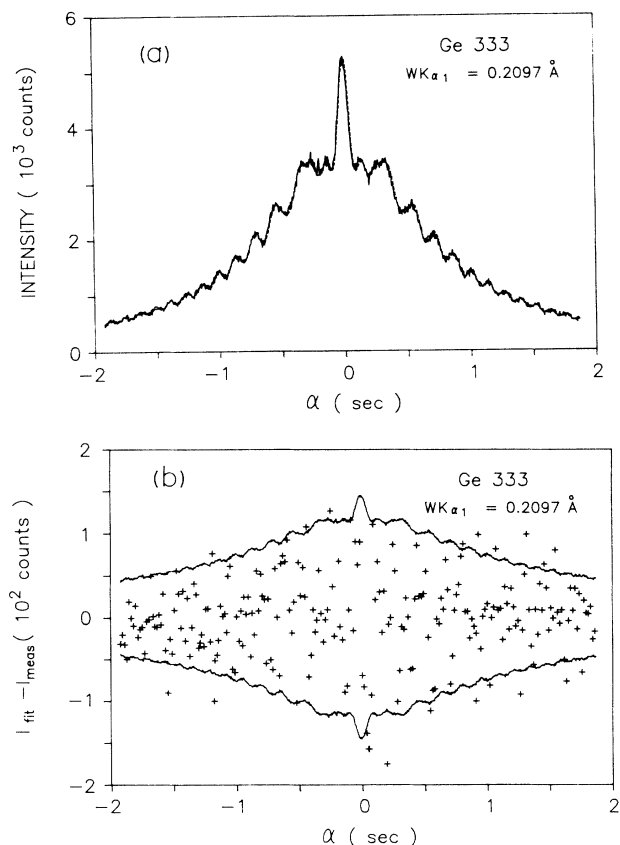 6
(a)
Ge 333
WKα1 = 0.2097 Å
4
2
0
INTENSITY ( 10³ counts)
−2
−1
0
1
2
α ( sec )
2
(b)
Ge 333
WKα1 = 0.2097 Å
1
0
−1
−2
I fit − I meas ( 10² counts )
−2
−1
0
1
2
α ( sec )